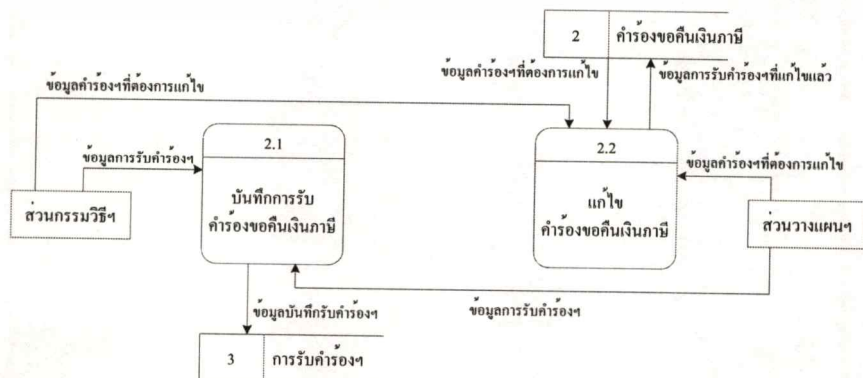 2 คำร้องขอคืนเงินภาษี
ข้อมูลคำร้องฯที่ต้องการแก้ไข
ข้อมูลคำร้องฯที่ต้องการแก้ไข
ข้อมูลการรับคำร้องฯที่แก้ไขแล้ว
2.1
2.2
ข้อมูลการรับคำร้องฯ
ข้อมูลคำร้องฯที่ต้องการแก้ไข
ส่วนกรรมวิธีฯ
บันทึกการรับ
คำร้องขอคืนเงินภาษี
แก้ไข
คำร้องขอคืนเงินภาษี
ส่วนวางแผนฯ
ข้อมูลบันทึกรับคำร้องฯ
ข้อมูลการรับคำร้องฯ
3 การรับคำร้องฯ